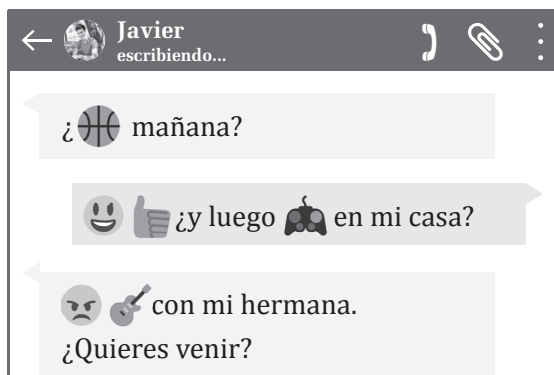 Javier
escribiendo...
¿🏀 mañana?
😃 👍 ¿y luego 🎮 en mi casa?
😠 🎸 con mi hermana.
¿Quieres venir?